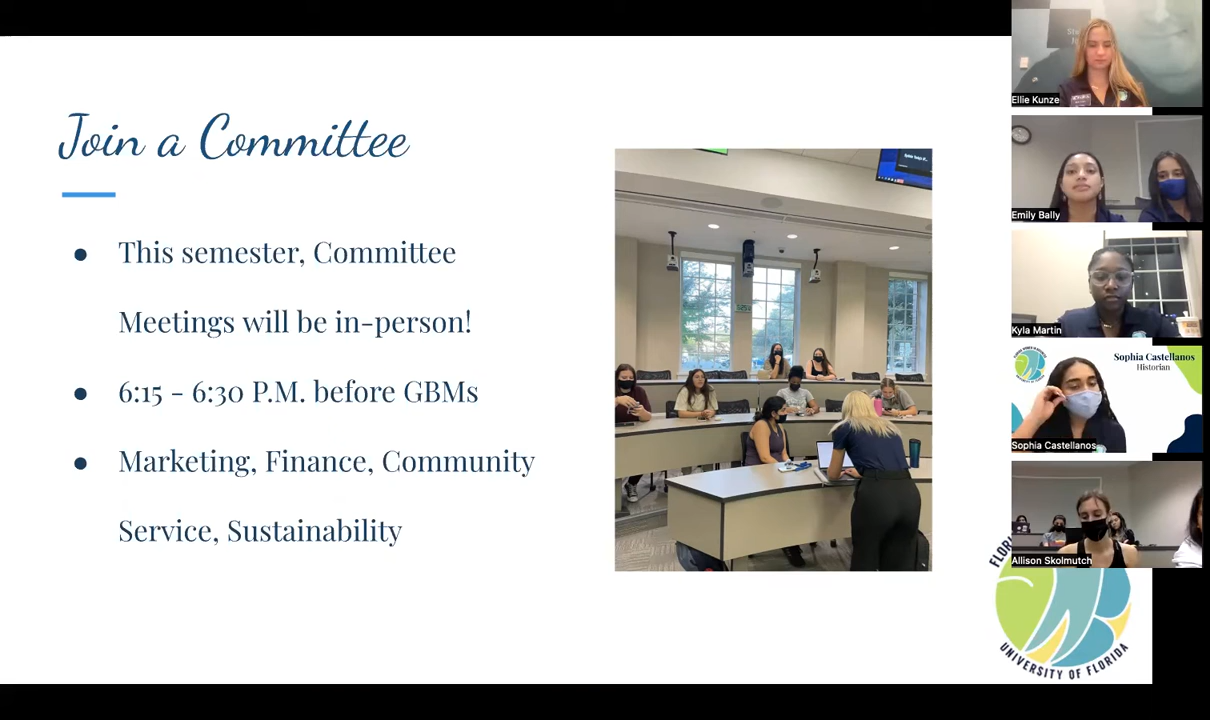 Join a Committee
● This semester, Committee
Meetings will be in-person!
● 6:15 - 6:30 P.M. before GBMs
● Marketing, Finance, Community
Service, Sustainability
Ellie Kunze
Emily Bally
Kyla Martin
Sophia Castellanos
Historian
Sophia Castellanos
Allison Skolmutch
UNIVERSITY OF FLORIDA